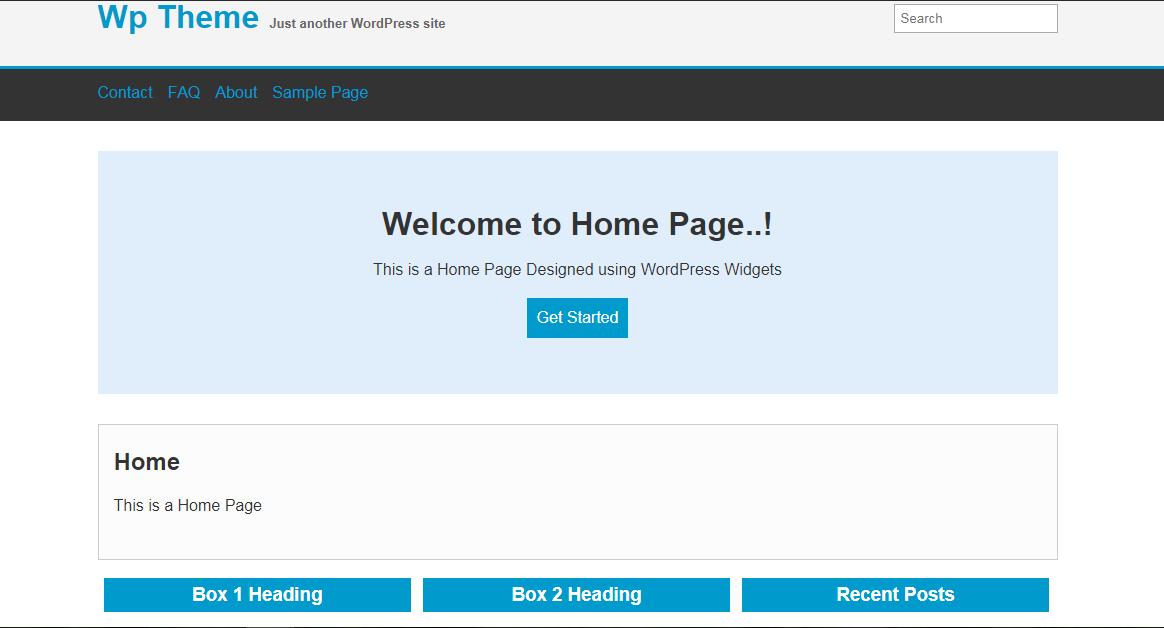 Wp Theme Just another WordPress site
Search
Contact FAQ About Sample Page
Welcome to Home Page..!
This is a Home Page Designed using WordPress Widgets
Get Started
Home
This is a Home Page
Box 1 Heading Box 2 Heading Recent Posts